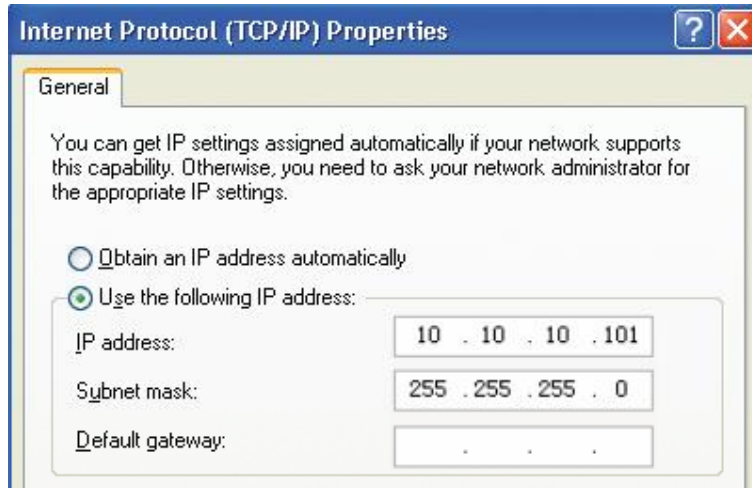 Internet Protocol (TCP/IP) Properties
General
You can get IP settings assigned automatically if your network supports
this capability. Otherwise, you need to ask your network administrator for
the appropriate IP settings.
Obtain an IP address automatically
Use the following IP address:
IP address: 10 . 10 . 10 . 101
Subnet mask: 255 . 255 . 255 . 0
Default gateway: . . .